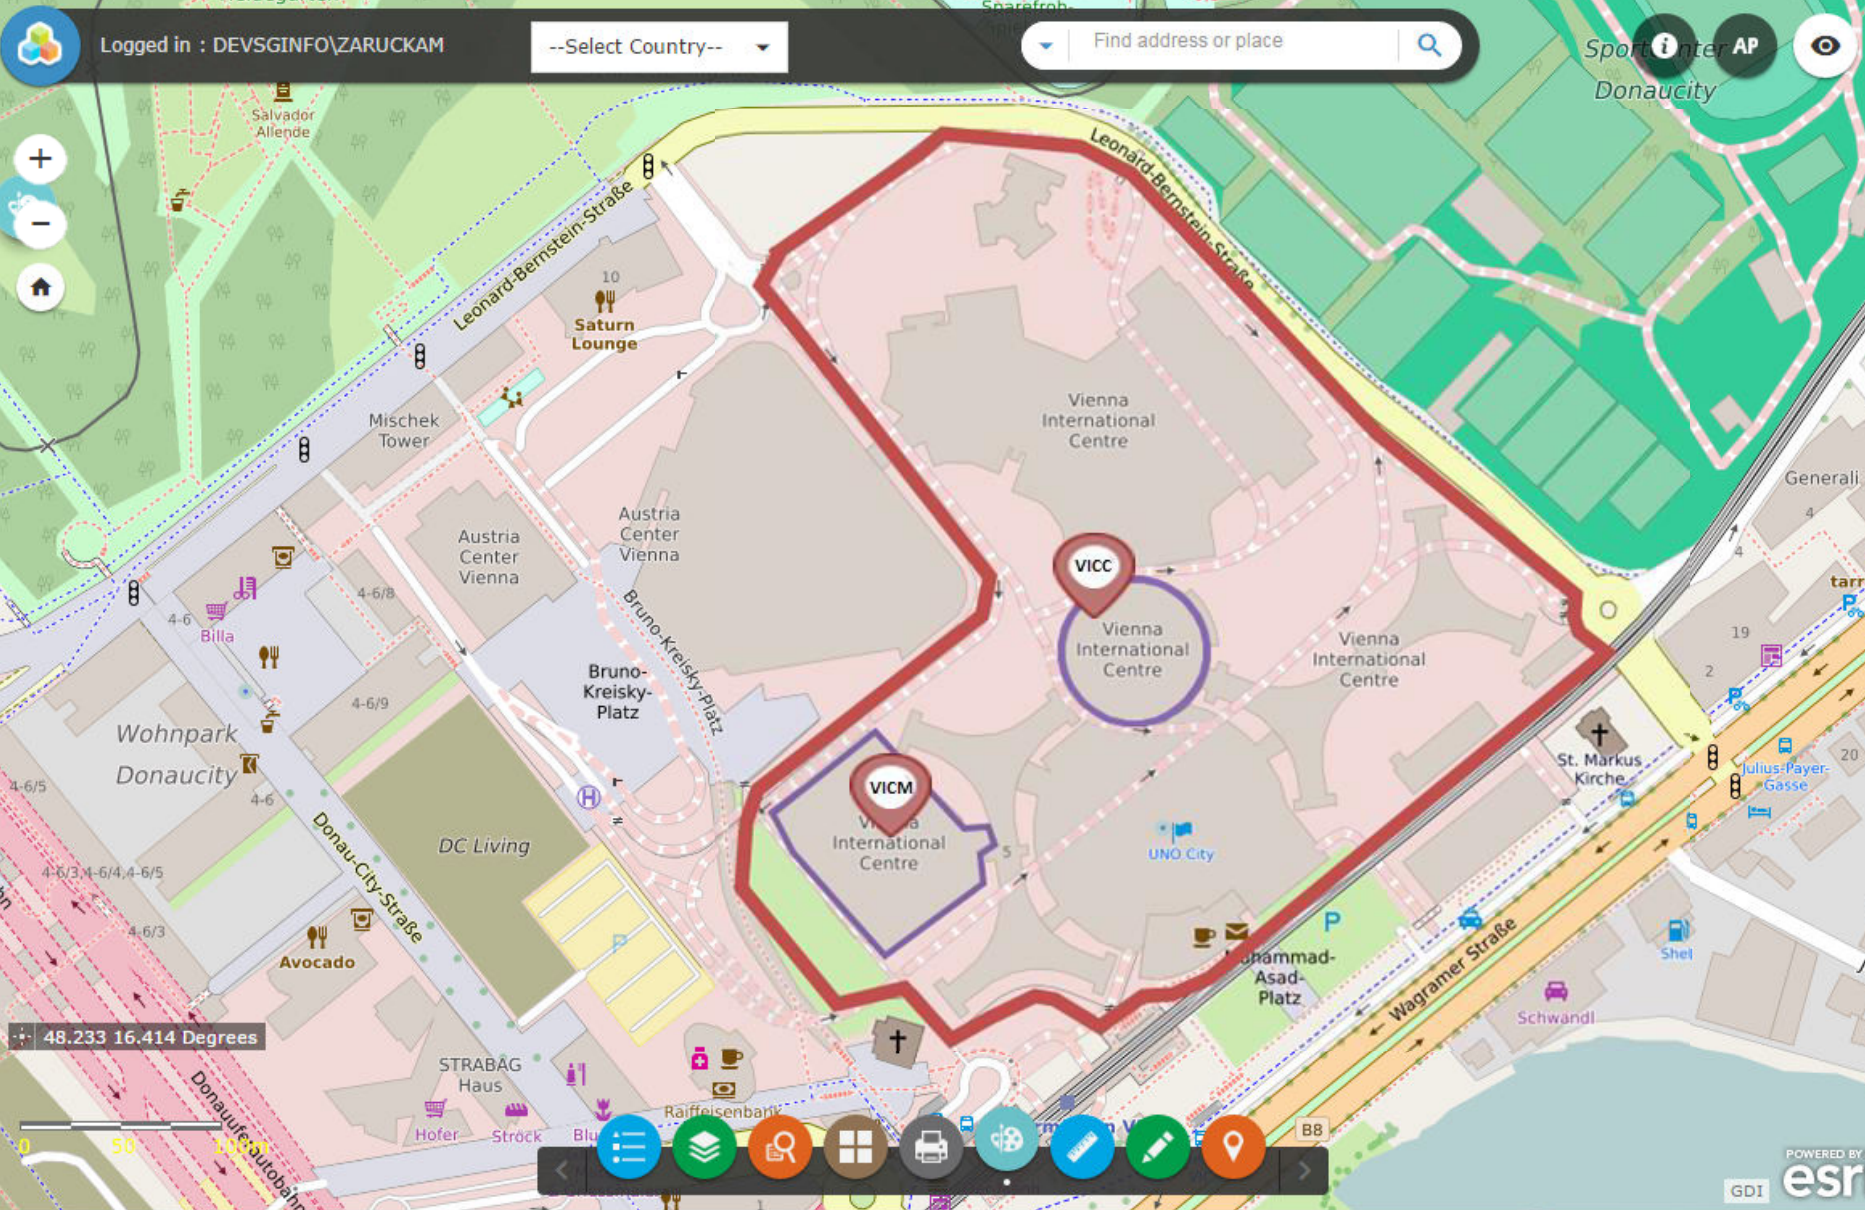 Logged in : DEVSGINFO\ZARUCKAM
--Select Country--
Find address or place
i
AP
Sparefroh-
Sportcenter
Donaucity
Salvador
Allende
Leonard-Bernstein-Straße
Leonard-Bernstein-Straße
10
Saturn
Lounge
Mischek
Tower
Vienna
International
Centre
Generali
4
4
Austria
Center
Vienna
Austria
Center
Vienna
VICC
4-6/8
4-6
Billa
Bruno-Kreisky-Platz
Vienna
International
Centre
Vienna
International
Centre
19
2
Bruno-
Kreisky-
Platz
4-6/9
Wohnpark
Donaucity
4-6/5
4-6
H
St. Markus
Kirche
Julius-Payer-
Gasse
20
VICM
International
Centre
5
UNO City
DC Living
Donau-City-Straße
4-6/3,4-6/4,4-6/5
4-6/3
Avocado
P
P
Asad-
Platz
Wagramer Straße
Shel
Schwandl
48.233 16.414 Degrees
STRABAG
Haus
Raiffeisenbank
Hofer
Ströck
0 50 100m
B8
POWERED BY
esri
GDI